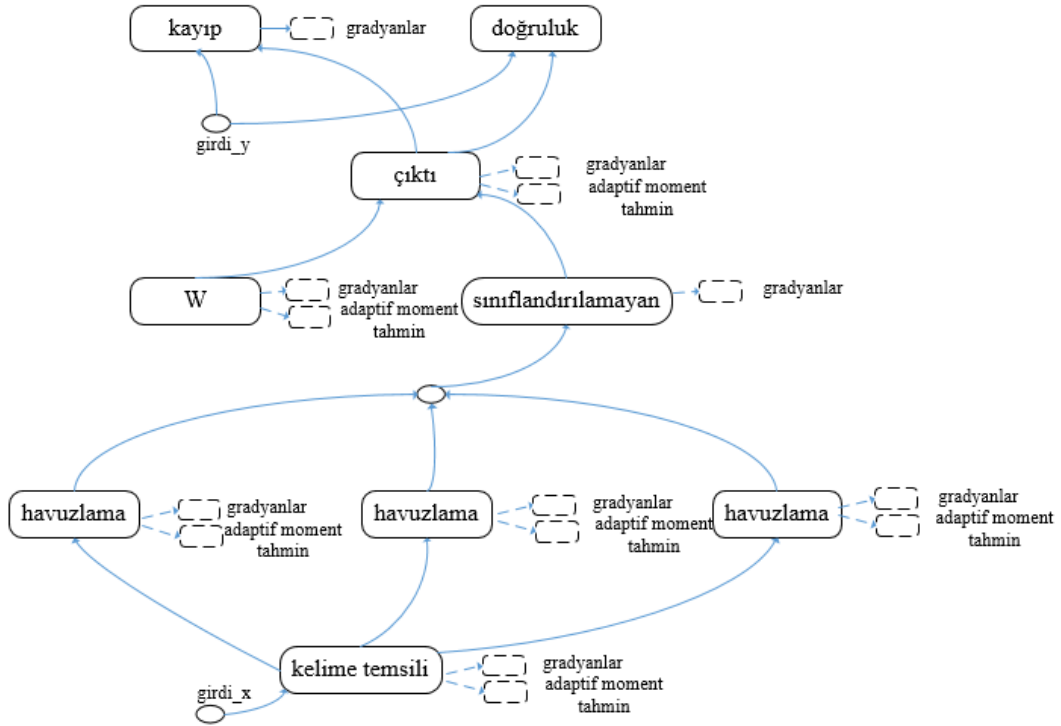 kayıp
gradyanlar
doğruluk
girdi_y
çıktı
gradyanlar
adaptif moment
tahmin
W
gradyanlar
adaptif moment
tahmin
sınıflandırılamayan
gradyanlar
havuzlama
gradyanlar
adaptif moment
tahmin
havuzlama
gradyanlar
adaptif moment
tahmin
havuzlama
gradyanlar
adaptif moment
tahmin
kelime temsili
gradyanlar
adaptif moment
tahmin
girdi_x